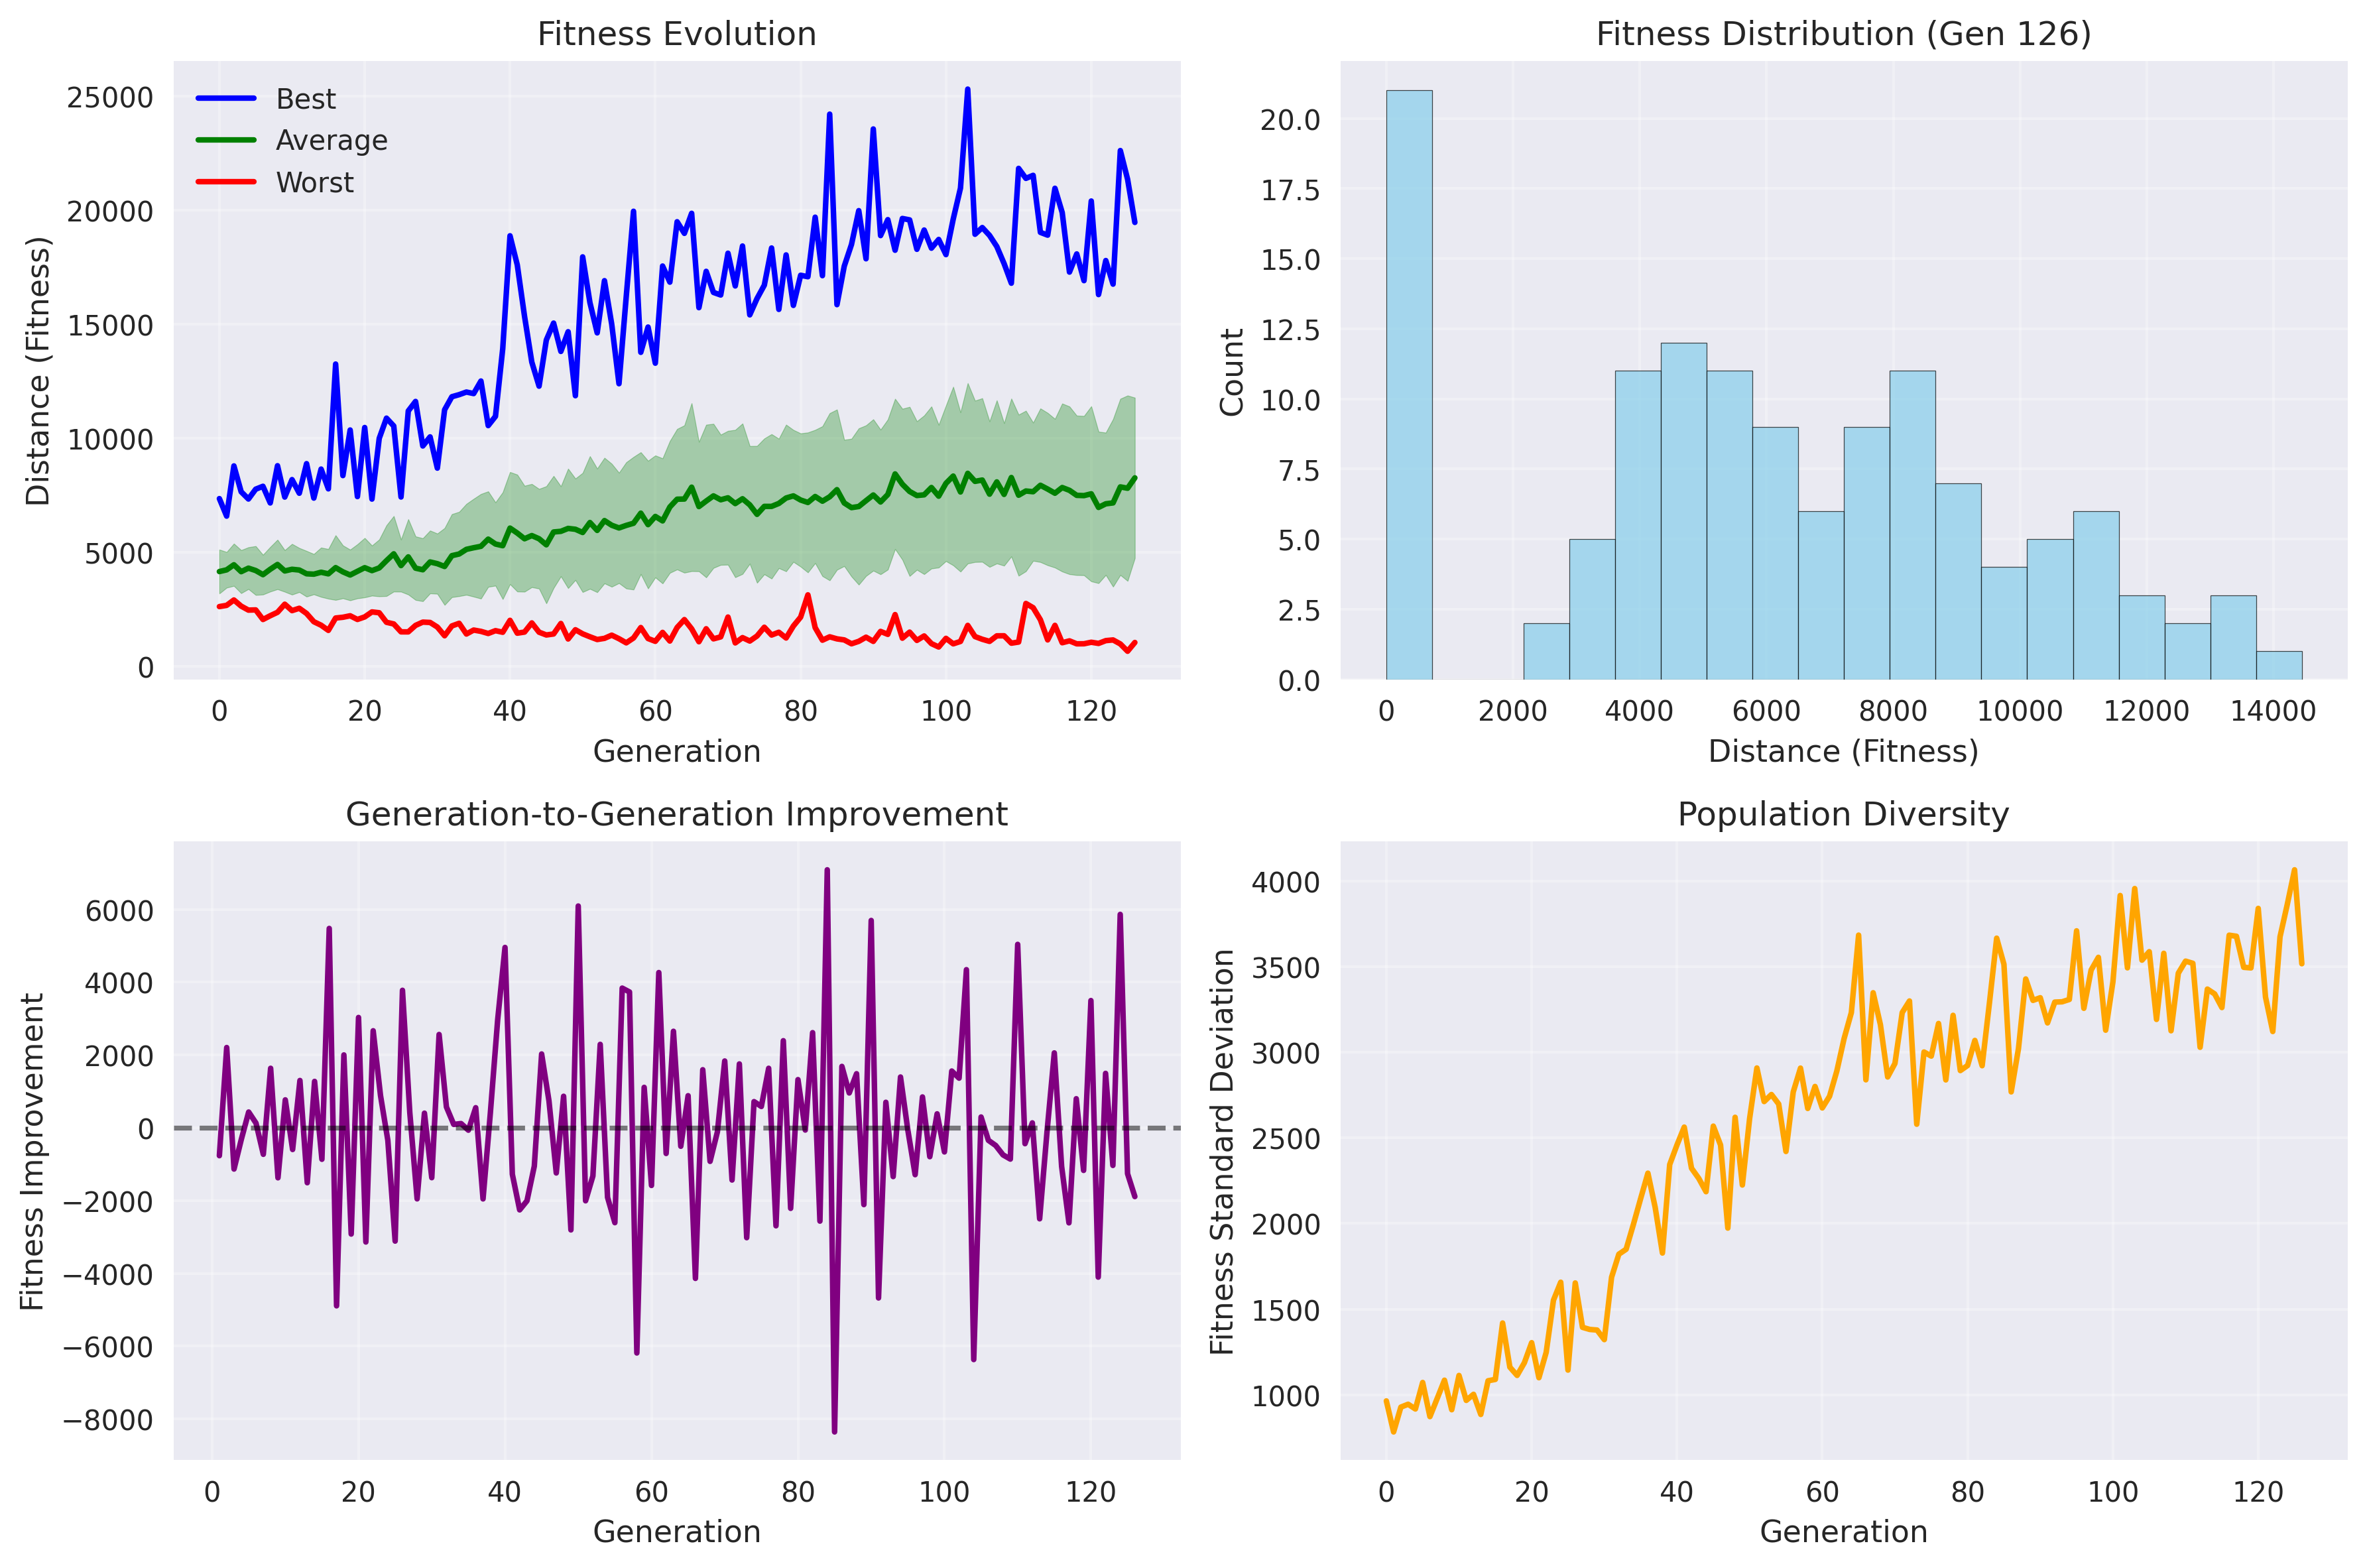 Fitness Evolution
Distance (Fitness)
25000
20000
15000
10000
5000
0
Best
Average
Worst
0 20 40 60 80 100 120
Generation
Fitness Distribution (Gen 126)
Count
20.0
17.5
15.0
12.5
10.0
7.5
5.0
2.5
0.0
0 2000 4000 6000 8000 10000 12000 14000
Distance (Fitness)
Generation-to-Generation Improvement
Fitness Improvement
6000
4000
2000
0
−2000
−4000
−6000
−8000
0 20 40 60 80 100 120
Generation
Population Diversity
Fitness Standard Deviation
4000
3500
3000
2500
2000
1500
1000
0 20 40 60 80 100 120
Generation